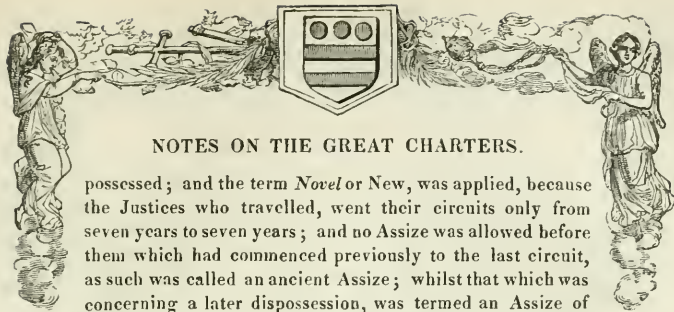 NOTES ON THE GREAT CHARTERS.
possessed; and the term Novel or New, was applied, because
the Justices who travelled, went their circuits only from
seven years to seven years; and no Assize was allowed before
them which had commenced previously to the last circuit,
as such was called an ancient Assize; whilst that which was
concerning a later dispossession, was termed an Assize of